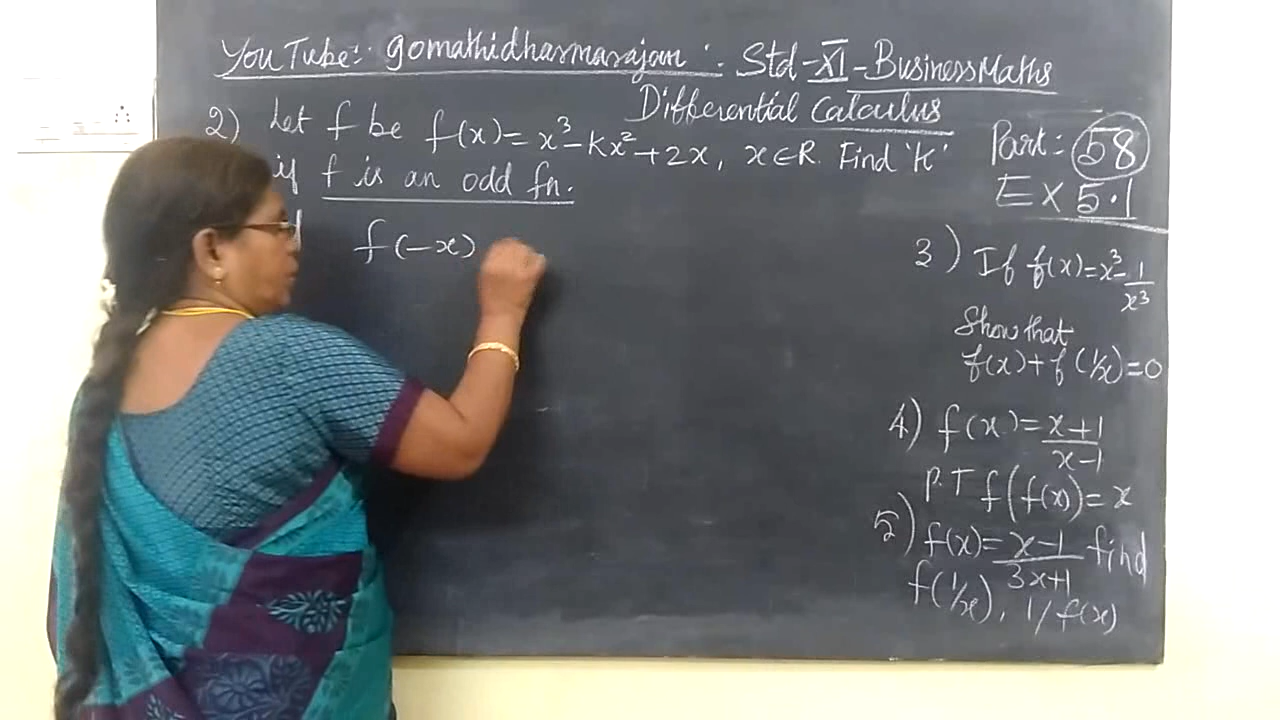 YouTube: gomathidharmarajan : Std-XI-Business Maths
Differential Calculus
Part: 58
Ex 5.1
2) Let f be f(x)=x³-kx²+2x, x∈R. Find 'k'
if f is an odd fn.
f(-x)
3) If f(x)=x³-1/x³
Show that
f(x)+f(1/x)=0
4) f(x)=x+1/x-1
P.T f(f(x))=x
5) f(x)=x-1/3x+1 find
f(1/x), 1/f(x)